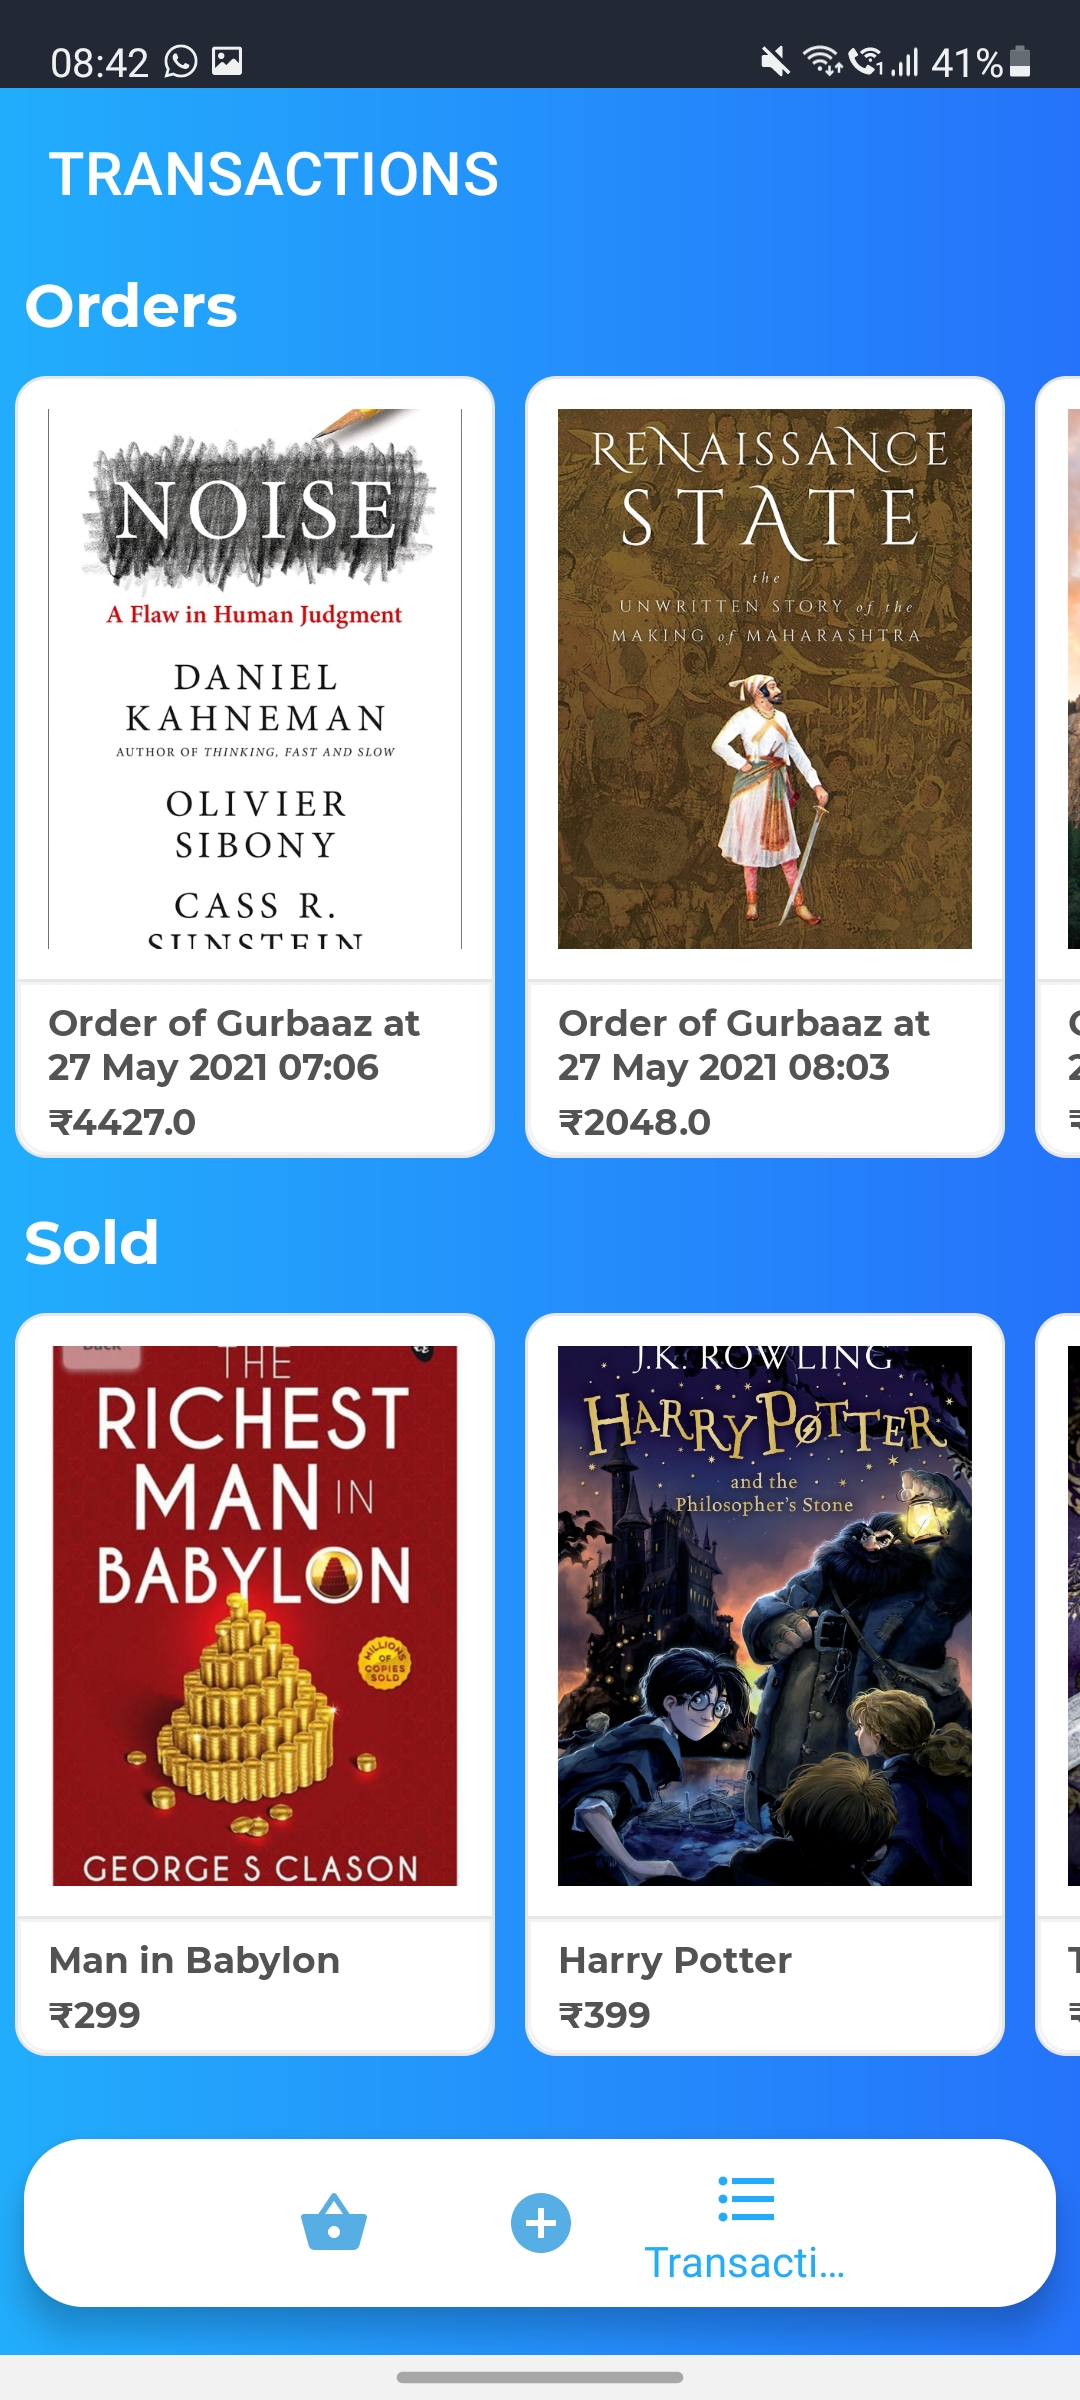 08:42
41%
TRANSACTIONS
Orders
NOISE
A Flaw in Human Judgment
DANIEL
KAHNEMAN
AUTHOR OF THINKING, FAST AND SLOW
OLIVIER
SIBONY
CASS R.
SUNSTEIN
Order of Gurbaaz at
27 May 2021 07:06
₹4427.0
RENAISSANCE
STATE
the
UNWRITTEN STORY of the
MAKING of MAHARASHTRA
Order of Gurbaaz at
27 May 2021 08:03
₹2048.0
Sold
Back
THE
RICHEST
MAN IN
BABYLON
MILLIONS
OF
COPIES
SOLD
GEORGE S CLASON
Man in Babylon
₹299
J.K. ROWLING
HARRY POTTER
and the
Philosopher's Stone
Harry Potter
₹399
Transacti...